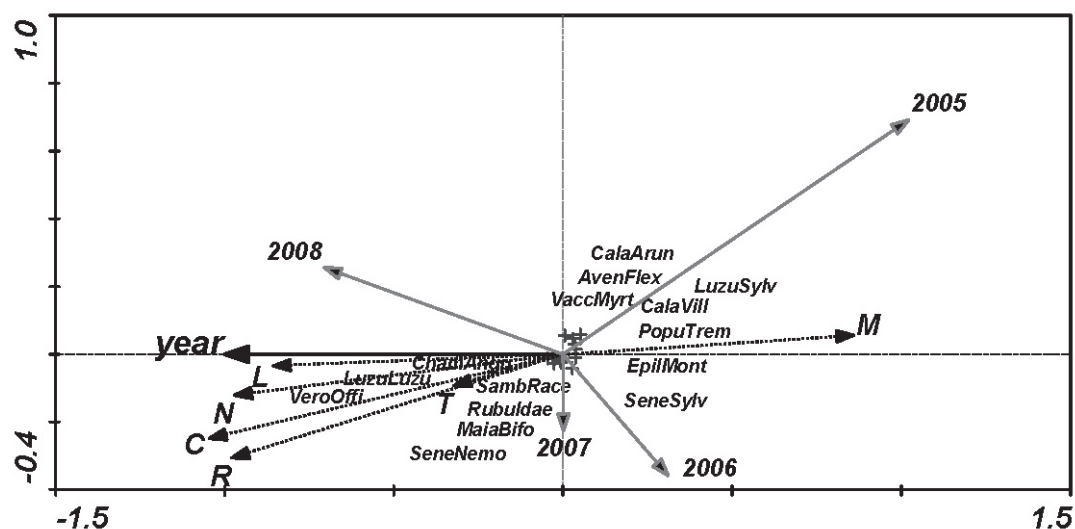 1.0
2005
2008
CalaArun
AvenFlex
LuzuSylv
VaccMyrt
CalaVill
M
PopuTrem
year
ChamAngu
EpilMont
L
LuzuLuzu
SambRace
VeroOffi
T
SeneSylv
N
RubuIdae
MaiaBifo
C
2007
SeneNemo
2006
R
-0.4
-1.5
1.5